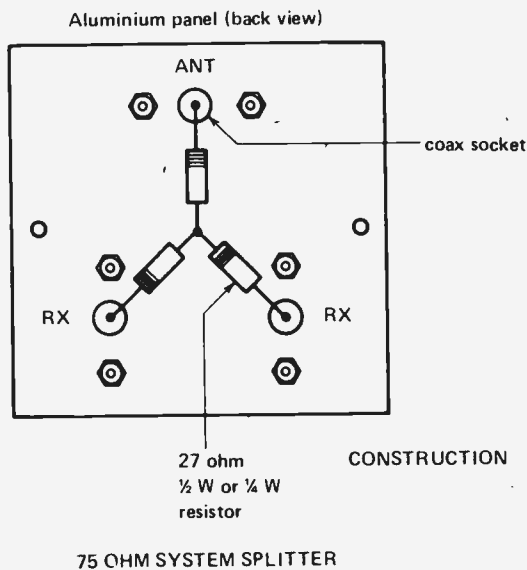 Aluminium panel (back view)
ANT
coax socket
RX
RX
27 ohm
½ W or ¼ W
resistor
CONSTRUCTION
75 OHM SYSTEM SPLITTER